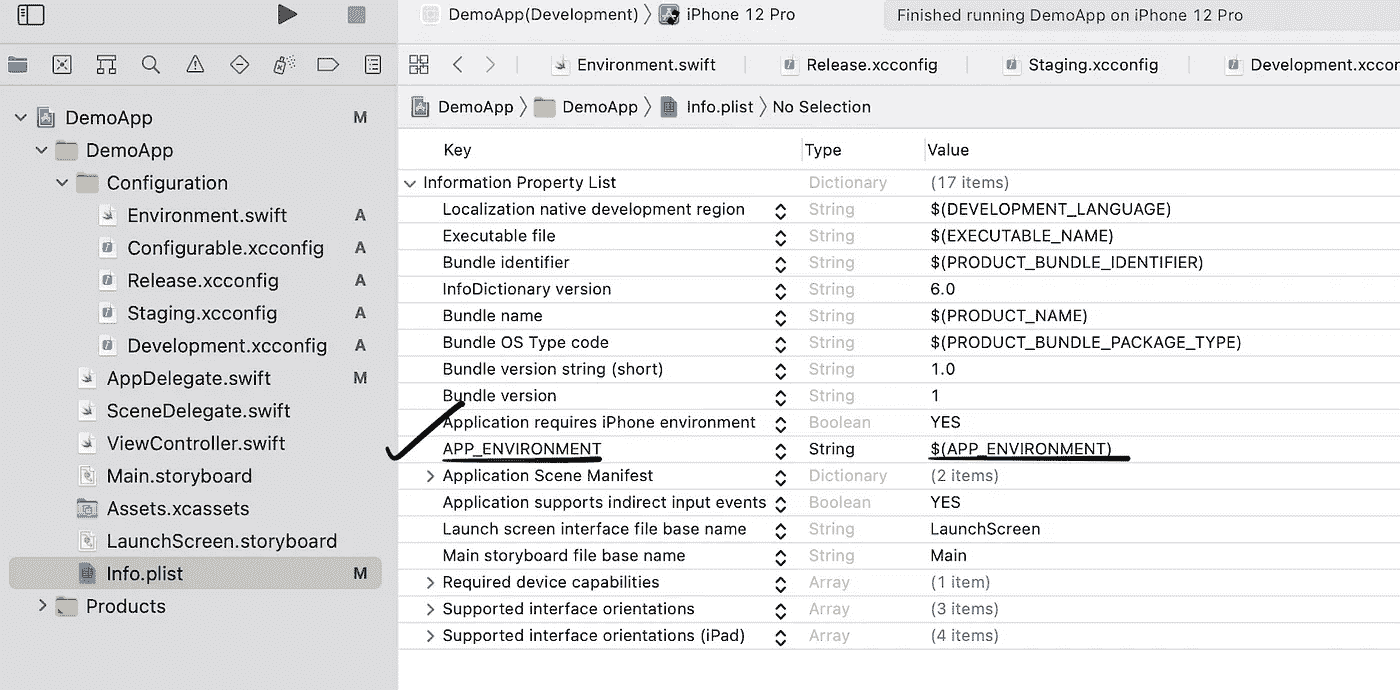 DemoApp(Development) iPhone 12 Pro Finished running DemoApp on iPhone 12 Pro
Environment.swift Release.xcconfig Staging.xcconfig Development.xccor
DemoApp DemoApp Info.plist No Selection
DemoApp M
DemoApp
Configuration
Environment.swift A
Configurable.xcconfig A
Release.xcconfig A
Staging.xcconfig A
Development.xcconfig A
AppDelegate.swift M
SceneDelegate.swift
ViewController.swift
Main.storyboard
Assets.xcassets
LaunchScreen.storyboard
Info.plist M
Products
Key Type Value
Information Property List Dictionary (17 items)
Localization native development region String $(DEVELOPMENT_LANGUAGE)
Executable file String $(EXECUTABLE_NAME)
Bundle identifier String $(PRODUCT_BUNDLE_IDENTIFIER)
InfoDictionary version String 6.0
Bundle name String $(PRODUCT_NAME)
Bundle OS Type code String $(PRODUCT_BUNDLE_PACKAGE_TYPE)
Bundle version string (short) String 1.0
Bundle version String 1
Application requires iPhone environment Boolean YES
APP_ENVIRONMENT String $(APP_ENVIRONMENT)
Application Scene Manifest Dictionary (2 items)
Application supports indirect input events Boolean YES
Launch screen interface file base name String LaunchScreen
Main storyboard file base name String Main
Required device capabilities Array (1 item)
Supported interface orientations Array (3 items)
Supported interface orientations (iPad) Array (4 items)